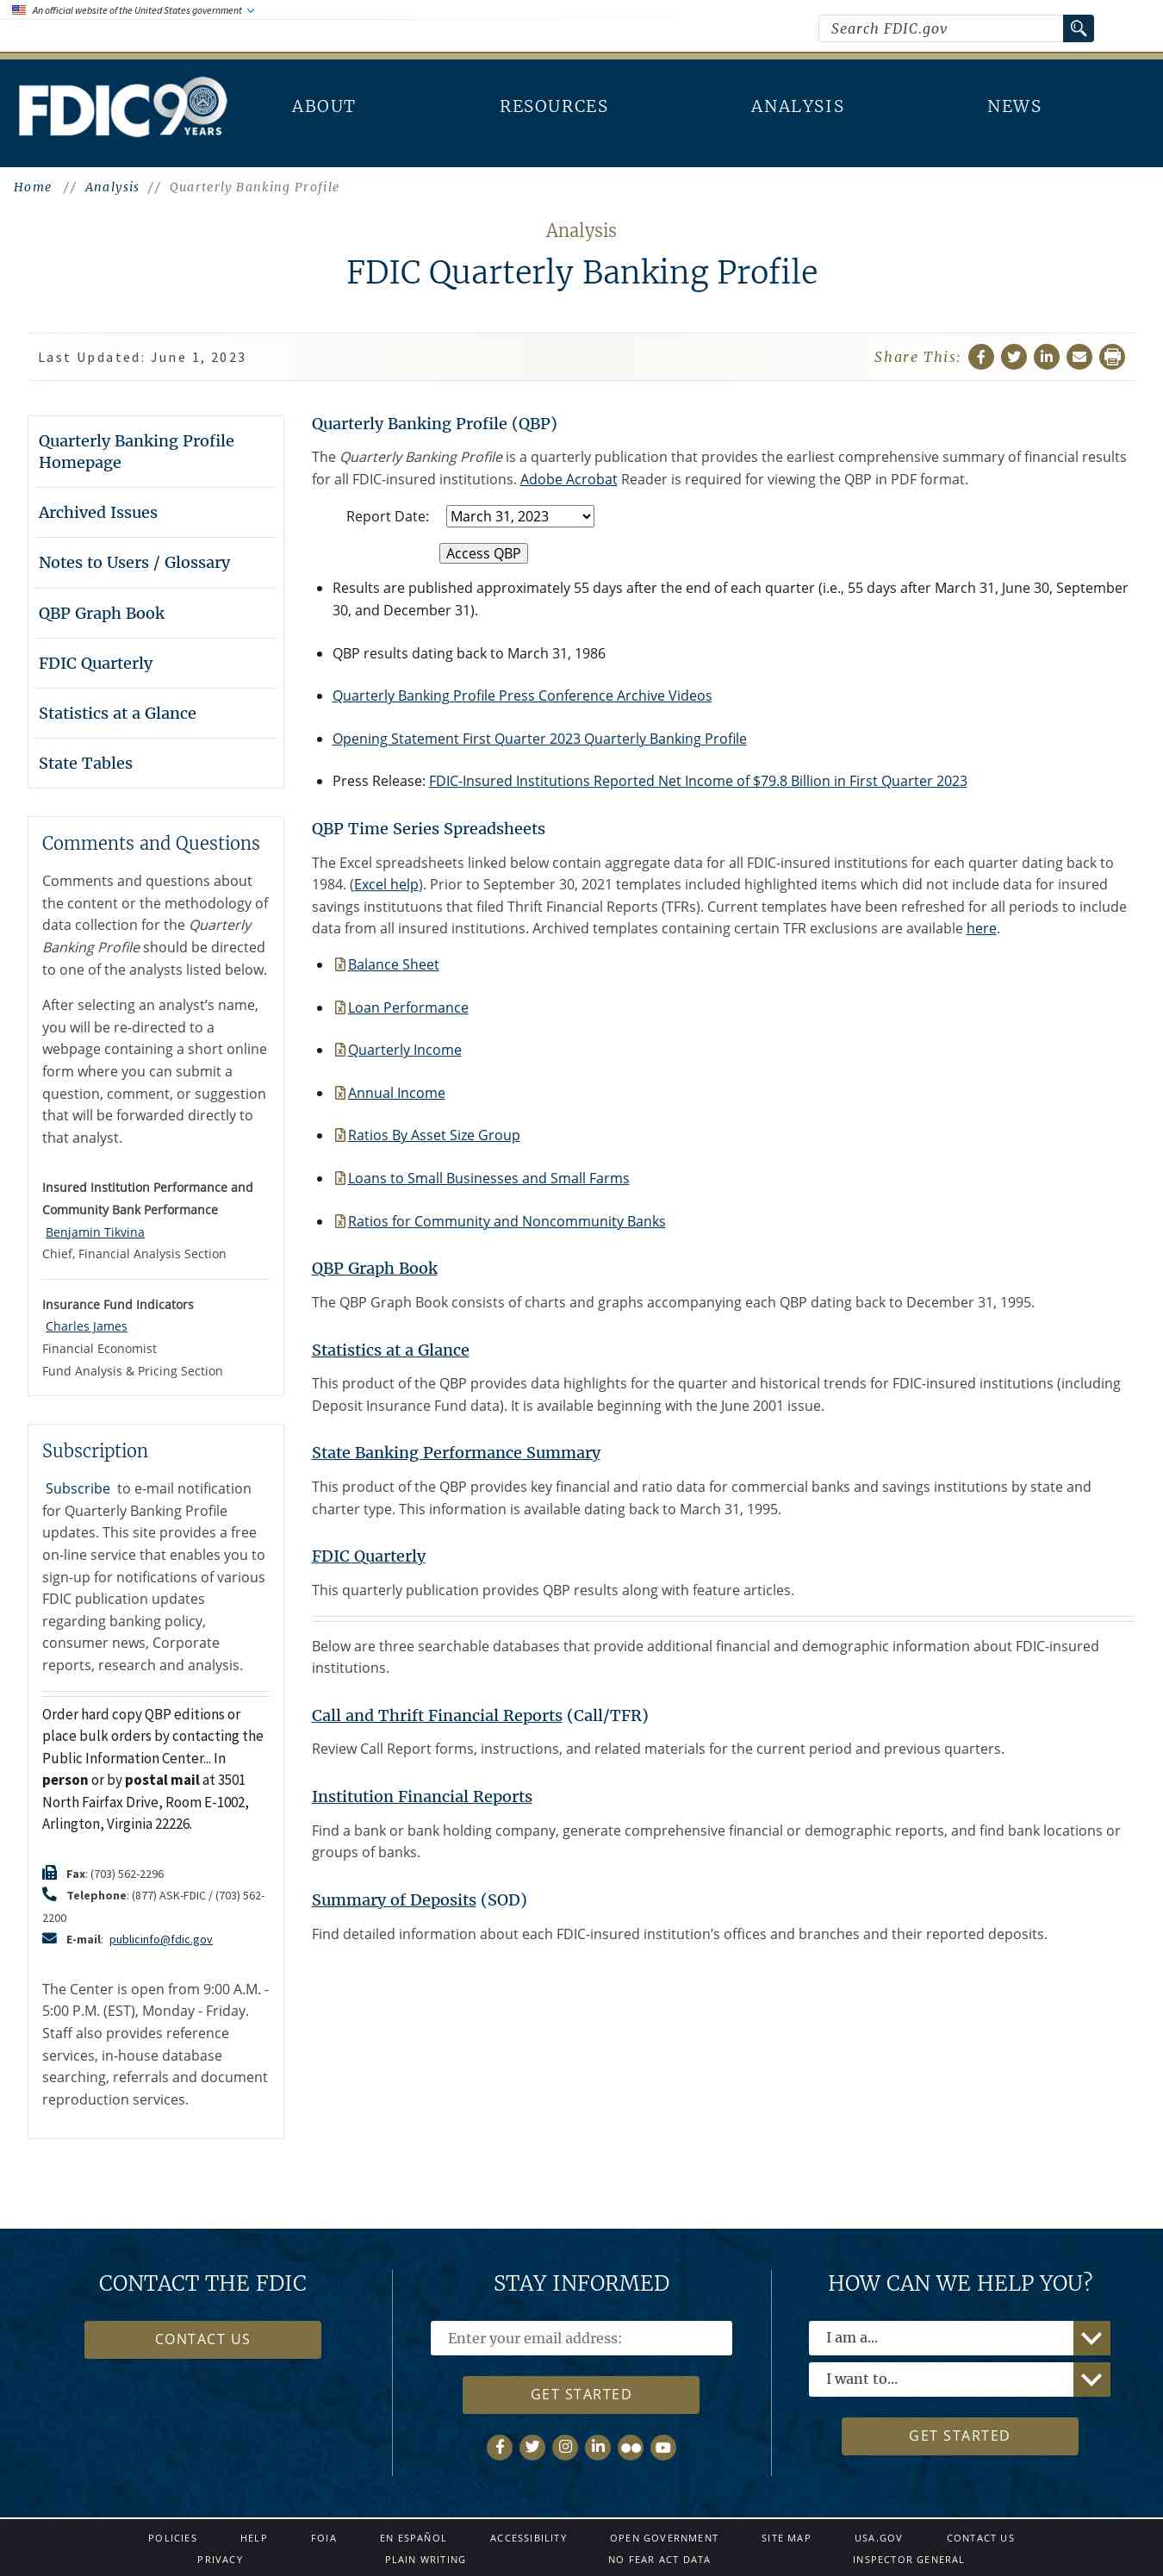 An official website of the United States government
Search FDIC.gov
FDIC 90 YEARS
ABOUT
RESOURCES
ANALYSIS
NEWS
Home // Analysis // Quarterly Banking Profile
Analysis
FDIC Quarterly Banking Profile
Last Updated: June 1, 2023
Share This:
Quarterly Banking Profile
Homepage
Archived Issues
Notes to Users / Glossary
QBP Graph Book
FDIC Quarterly
Statistics at a Glance
State Tables
Comments and Questions
Comments and questions about
the content or the methodology of
data collection for the Quarterly
Banking Profile should be directed
to one of the analysts listed below.
After selecting an analyst’s name,
you will be re-directed to a
webpage containing a short online
form where you can submit a
question, comment, or suggestion
that will be forwarded directly to
that analyst.
Insured Institution Performance and
Community Bank Performance
Benjamin Tikvina
Chief, Financial Analysis Section
Insurance Fund Indicators
Charles James
Financial Economist
Fund Analysis & Pricing Section
Subscription
Subscribe to e-mail notification
for Quarterly Banking Profile
updates. This site provides a free
on-line service that enables you to
sign-up for notifications of various
FDIC publication updates
regarding banking policy,
consumer news, Corporate
reports, research and analysis.
Order hard copy QBP editions or
place bulk orders by contacting the
Public Information Center... In
person or by postal mail at 3501
North Fairfax Drive, Room E-1002,
Arlington, Virginia 22226.
Fax: (703) 562-2296
Telephone: (877) ASK-FDIC / (703) 562-
2200
E-mail: publicinfo@fdic.gov
The Center is open from 9:00 A.M. -
5:00 P.M. (EST), Monday - Friday.
Staff also provides reference
services, in-house database
searching, referrals and document
reproduction services.
Quarterly Banking Profile (QBP)
The Quarterly Banking Profile is a quarterly publication that provides the earliest comprehensive summary of financial results
for all FDIC-insured institutions. Adobe Acrobat Reader is required for viewing the QBP in PDF format.
Report Date: March 31, 2023
Access QBP
Results are published approximately 55 days after the end of each quarter (i.e., 55 days after March 31, June 30, September
30, and December 31).
QBP results dating back to March 31, 1986
Quarterly Banking Profile Press Conference Archive Videos
Opening Statement First Quarter 2023 Quarterly Banking Profile
Press Release: FDIC-Insured Institutions Reported Net Income of $79.8 Billion in First Quarter 2023
QBP Time Series Spreadsheets
The Excel spreadsheets linked below contain aggregate data for all FDIC-insured institutions for each quarter dating back to
1984. (Excel help). Prior to September 30, 2021 templates included highlighted items which did not include data for insured
savings instituuons that filed Thrift Financial Reports (TFRs). Current templates have been refreshed for all periods to include
data from all insured institutions. Archived templates containing certain TFR exclusions are available here.
Balance Sheet
Loan Performance
Quarterly Income
Annual Income
Ratios By Asset Size Group
Loans to Small Businesses and Small Farms
Ratios for Community and Noncommunity Banks
QBP Graph Book
The QBP Graph Book consists of charts and graphs accompanying each QBP dating back to December 31, 1995.
Statistics at a Glance
This product of the QBP provides data highlights for the quarter and historical trends for FDIC-insured institutions (including
Deposit Insurance Fund data). It is available beginning with the June 2001 issue.
State Banking Performance Summary
This product of the QBP provides key financial and ratio data for commercial banks and savings institutions by state and
charter type. This information is available dating back to March 31, 1995.
FDIC Quarterly
This quarterly publication provides QBP results along with feature articles.
Below are three searchable databases that provide additional financial and demographic information about FDIC-insured
institutions.
Call and Thrift Financial Reports (Call/TFR)
Review Call Report forms, instructions, and related materials for the current period and previous quarters.
Institution Financial Reports
Find a bank or bank holding company, generate comprehensive financial or demographic reports, and find bank locations or
groups of banks.
Summary of Deposits (SOD)
Find detailed information about each FDIC-insured institution’s offices and branches and their reported deposits.
CONTACT THE FDIC
CONTACT US
STAY INFORMED
Enter your email address:
GET STARTED
HOW CAN WE HELP YOU?
I am a...
I want to...
GET STARTED
POLICIES HELP FOIA EN ESPAÑOL ACCESSIBILITY OPEN GOVERNMENT SITE MAP USA.GOV CONTACT US
PRIVACY PLAIN WRITING NO FEAR ACT DATA INSPECTOR GENERAL